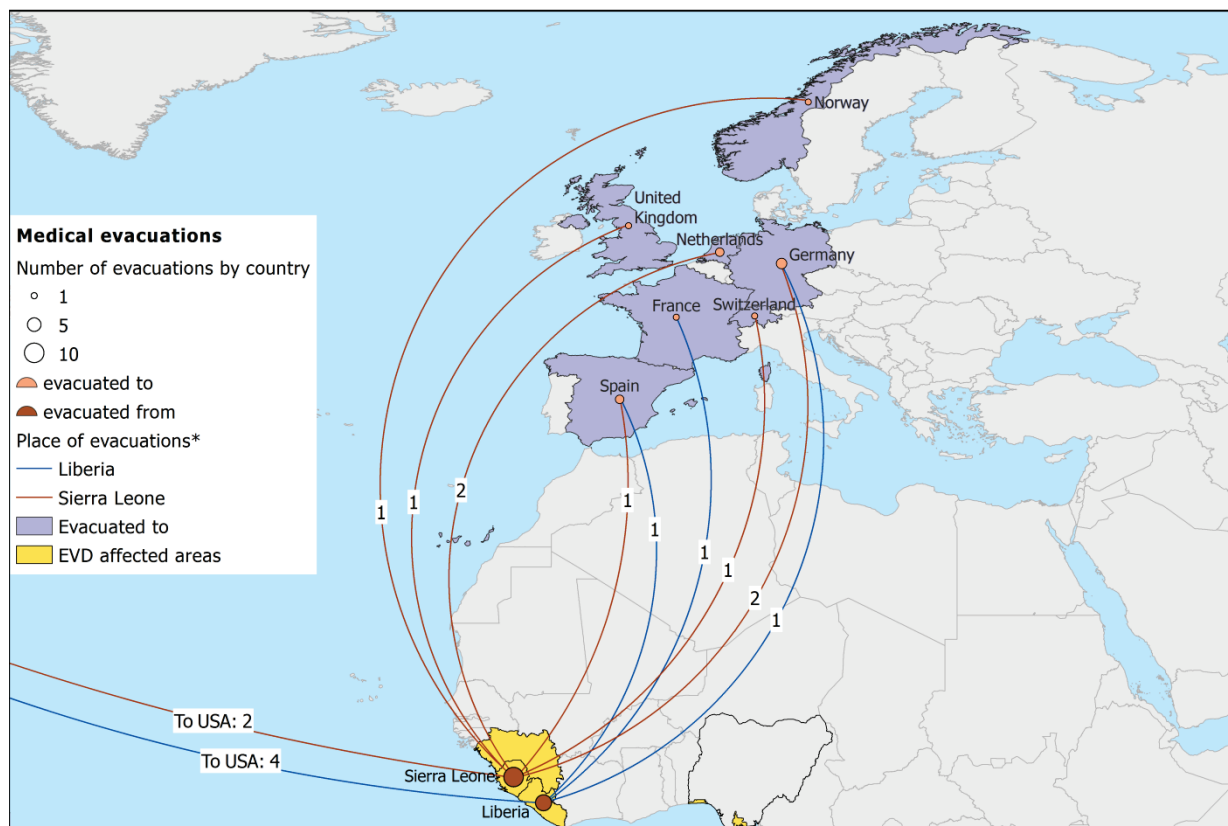 Medical evacuations
Number of evacuations by country
1
5
10
evacuated to
evacuated from
Place of evacuations*
Liberia
Sierra Leone
Evacuated to
EVD affected areas
Norway
United
Kingdom
Netherlands
Germany
France
Switzerland
Spain
1
1
2
1
1
1
1
2
1
To USA: 2
To USA: 4
Sierra Leone
Liberia